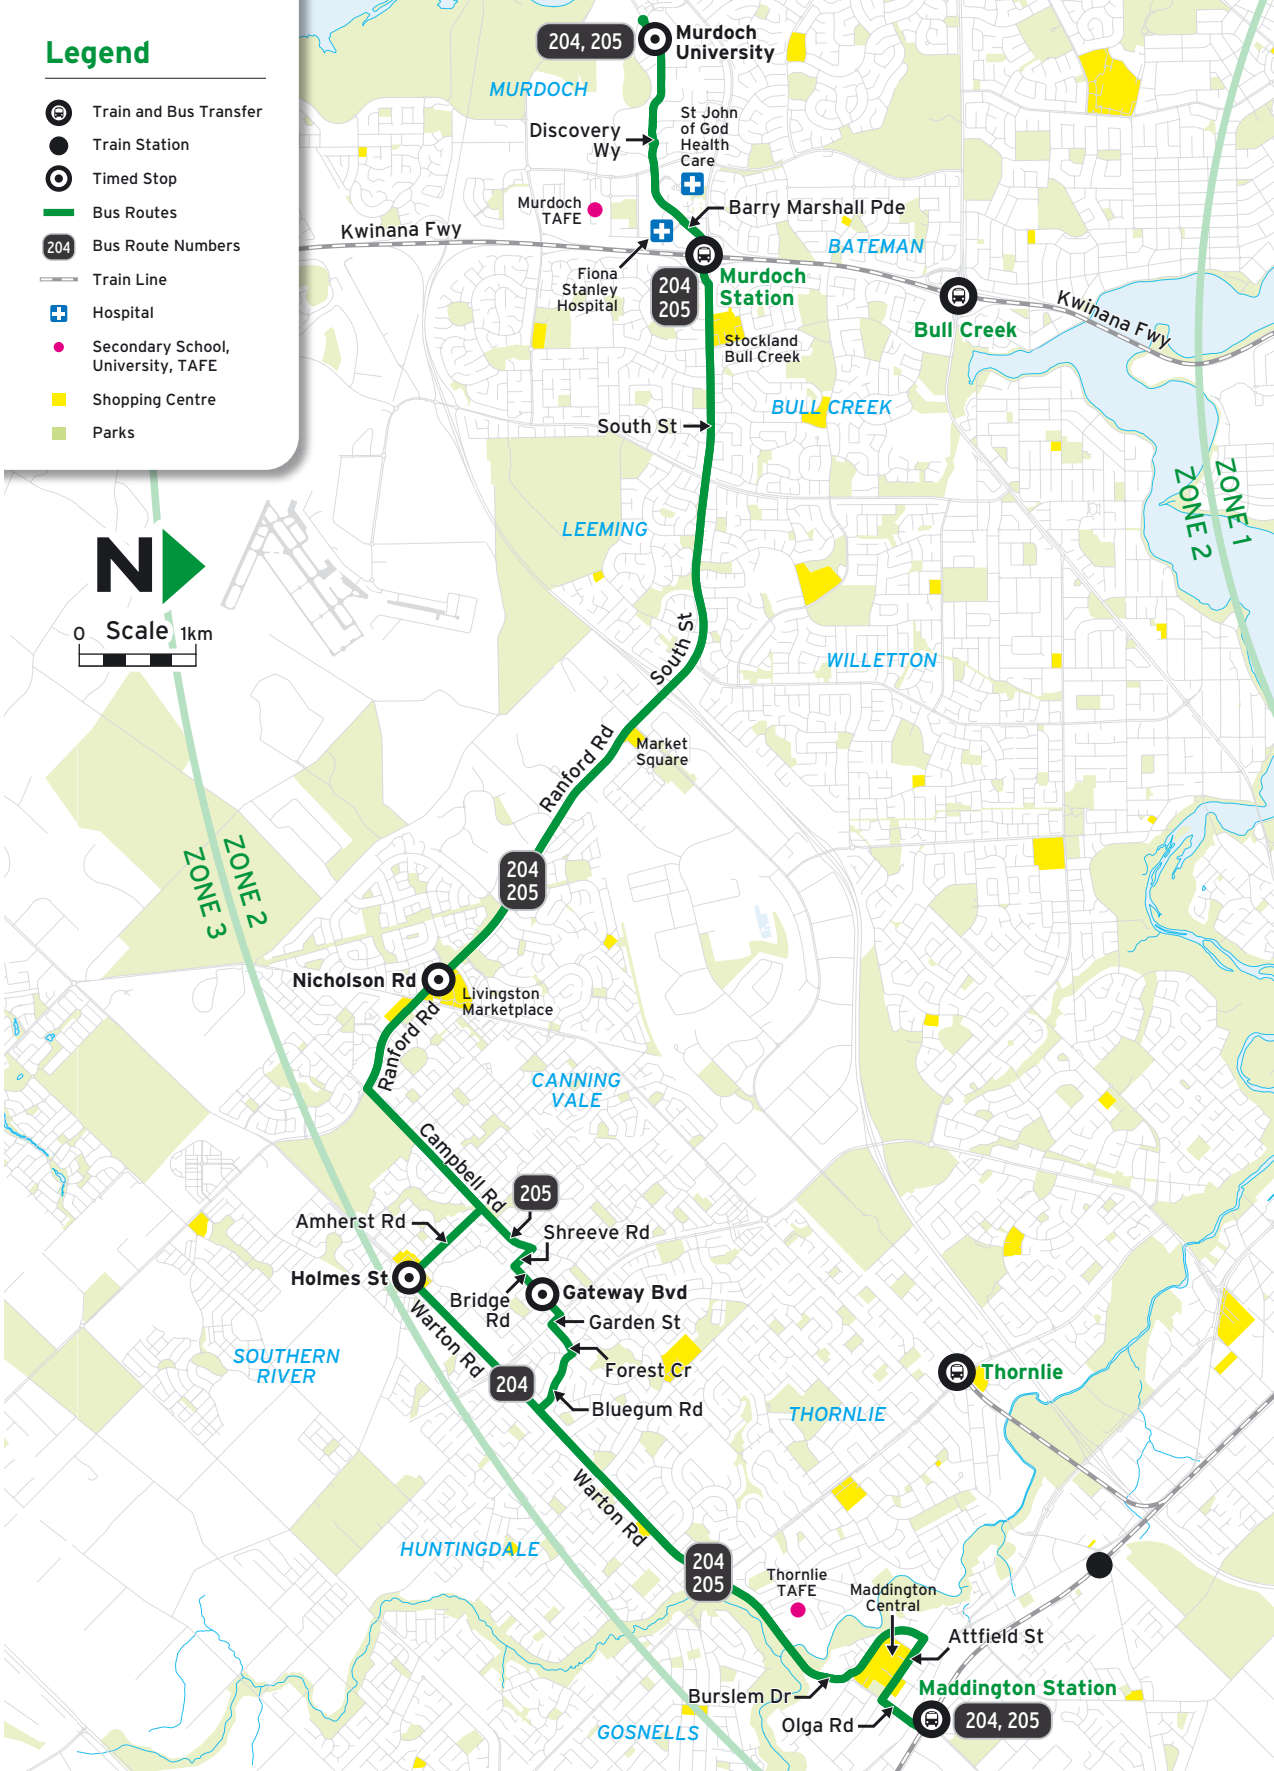 Legend
Train and Bus Transfer
Train Station
Timed Stop
Bus Routes
204
Bus Route Numbers
Train Line
Hospital
Secondary School,
University, TAFE
Shopping Centre
Parks
N
0 Scale 1km
204, 205
Murdoch
University
MURDOCH
Discovery
Wy
St John
of God
Health
Care
Murdoch
TAFE
Barry Marshall Pde
Kwinana Fwy
BATEMAN
Fiona
Stanley
Hospital
204
205
Murdoch
Station
Bull Creek
Kwinana Fwy
Stockland
Bull Creek
BULL CREEK
South St
ZONE 1
ZONE 2
LEEMING
South St
WILLETTON
Ranford Rd
Market
Square
ZONE 2
ZONE 3
204
205
Nicholson Rd
Livingston
Marketplace
Ranford Rd
CANNING
VALE
Campbell Rd
205
Amherst Rd
Shreeve Rd
Holmes St
Bridge
Rd
Gateway Bvd
Garden St
Warton Rd
Forest Cr
SOUTHERN
RIVER
204
Bluegum Rd
Thornlie
THORNLIE
Warton Rd
HUNTINGDALE
204
205
Thornlie
TAFE
Maddington
Central
Attfield St
Burslem Dr
Maddington Station
Olga Rd
204, 205
GOSNELLS